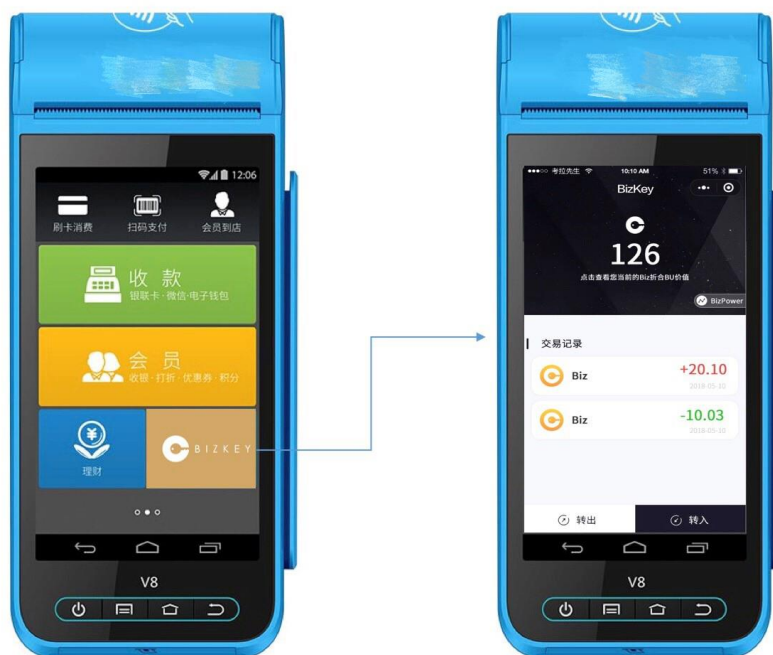 12:06
刷卡消费
扫码支付
会员到店
收 款
银联卡·微信·电子钱包
会 员
收银·打折·优惠券·积分
理财
BIZKEY
V8
考拉先生
10:10 AM
51%
BizKey
126
点击查看您当前的Biz折合BU价值
BizPower
交易记录
Biz
+20.10
2018-05-10
Biz
-10.03
2018-05-10
转出
转入
V8